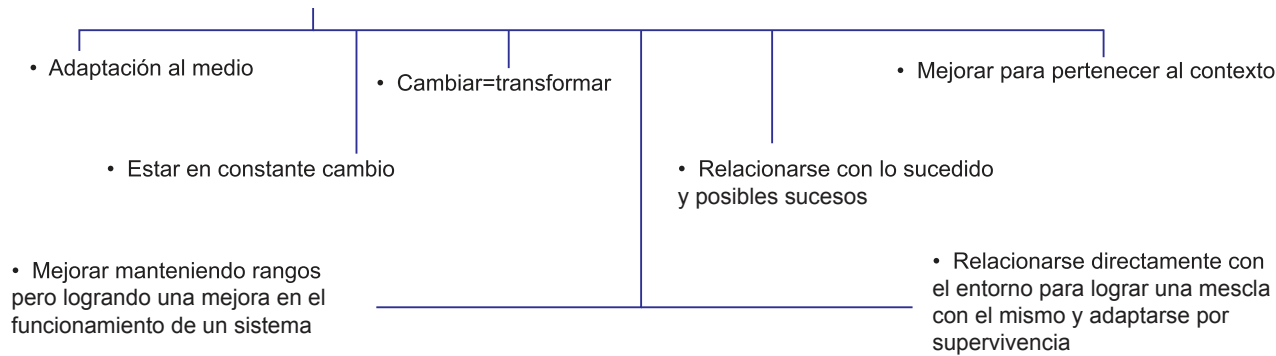 • Adaptación al medio
• Cambiar=transformar
• Mejorar para pertenecer al contexto
• Estar en constante cambio
• Relacionarse con lo sucedido
y posibles sucesos
• Mejorar manteniendo rangos
pero logrando una mejora en el
funcionamiento de un sistema
• Relacionarse directamente con
el entorno para lograr una mescla
con el mismo y adaptarse por
supervivencia